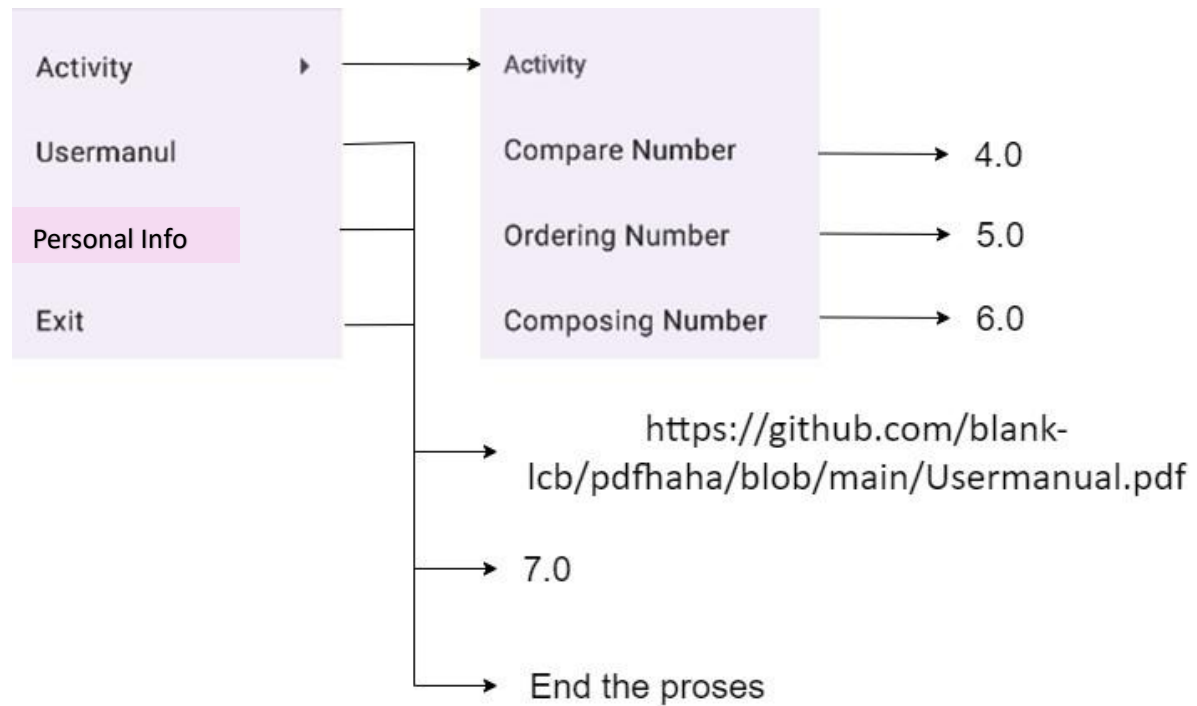 Activity
Usermanul
Personal Info
Exit
Activity
Compare Number
Ordering Number
Composing Number
4.0
5.0
6.0
https://github.com/blank-
lcb/pdfhaha/blob/main/Usermanual.pdf
7.0
End the proses